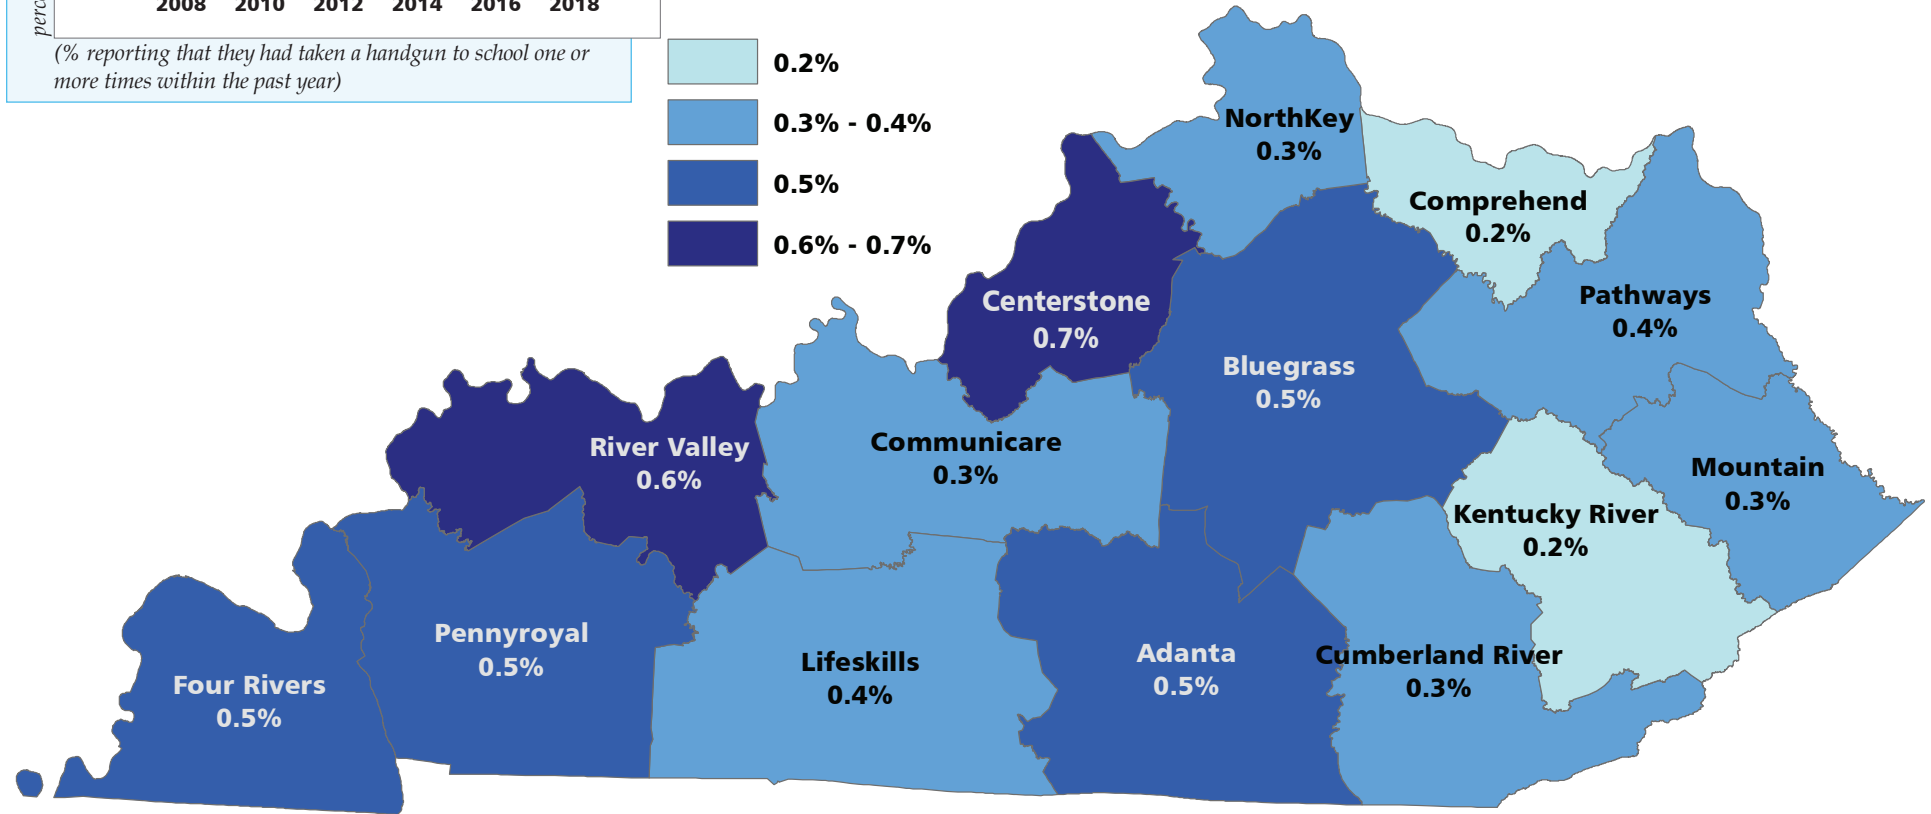 2008 2010 2012 2014 2016 2018
(% reporting that they had taken a handgun to school one or
more times within the past year)
0.2%
0.3% - 0.4%
0.5%
0.6% - 0.7%
NorthKey
0.3%
Comprehend
0.2%
Pathways
0.4%
Centerstone
0.7%
Bluegrass
0.5%
River Valley
0.6%
Communicare
0.3%
Mountain
0.3%
Kentucky River
0.2%
Pennyroyal
0.5%
Four Rivers
0.5%
Lifeskills
0.4%
Adanta
0.5%
Cumberland River
0.3%